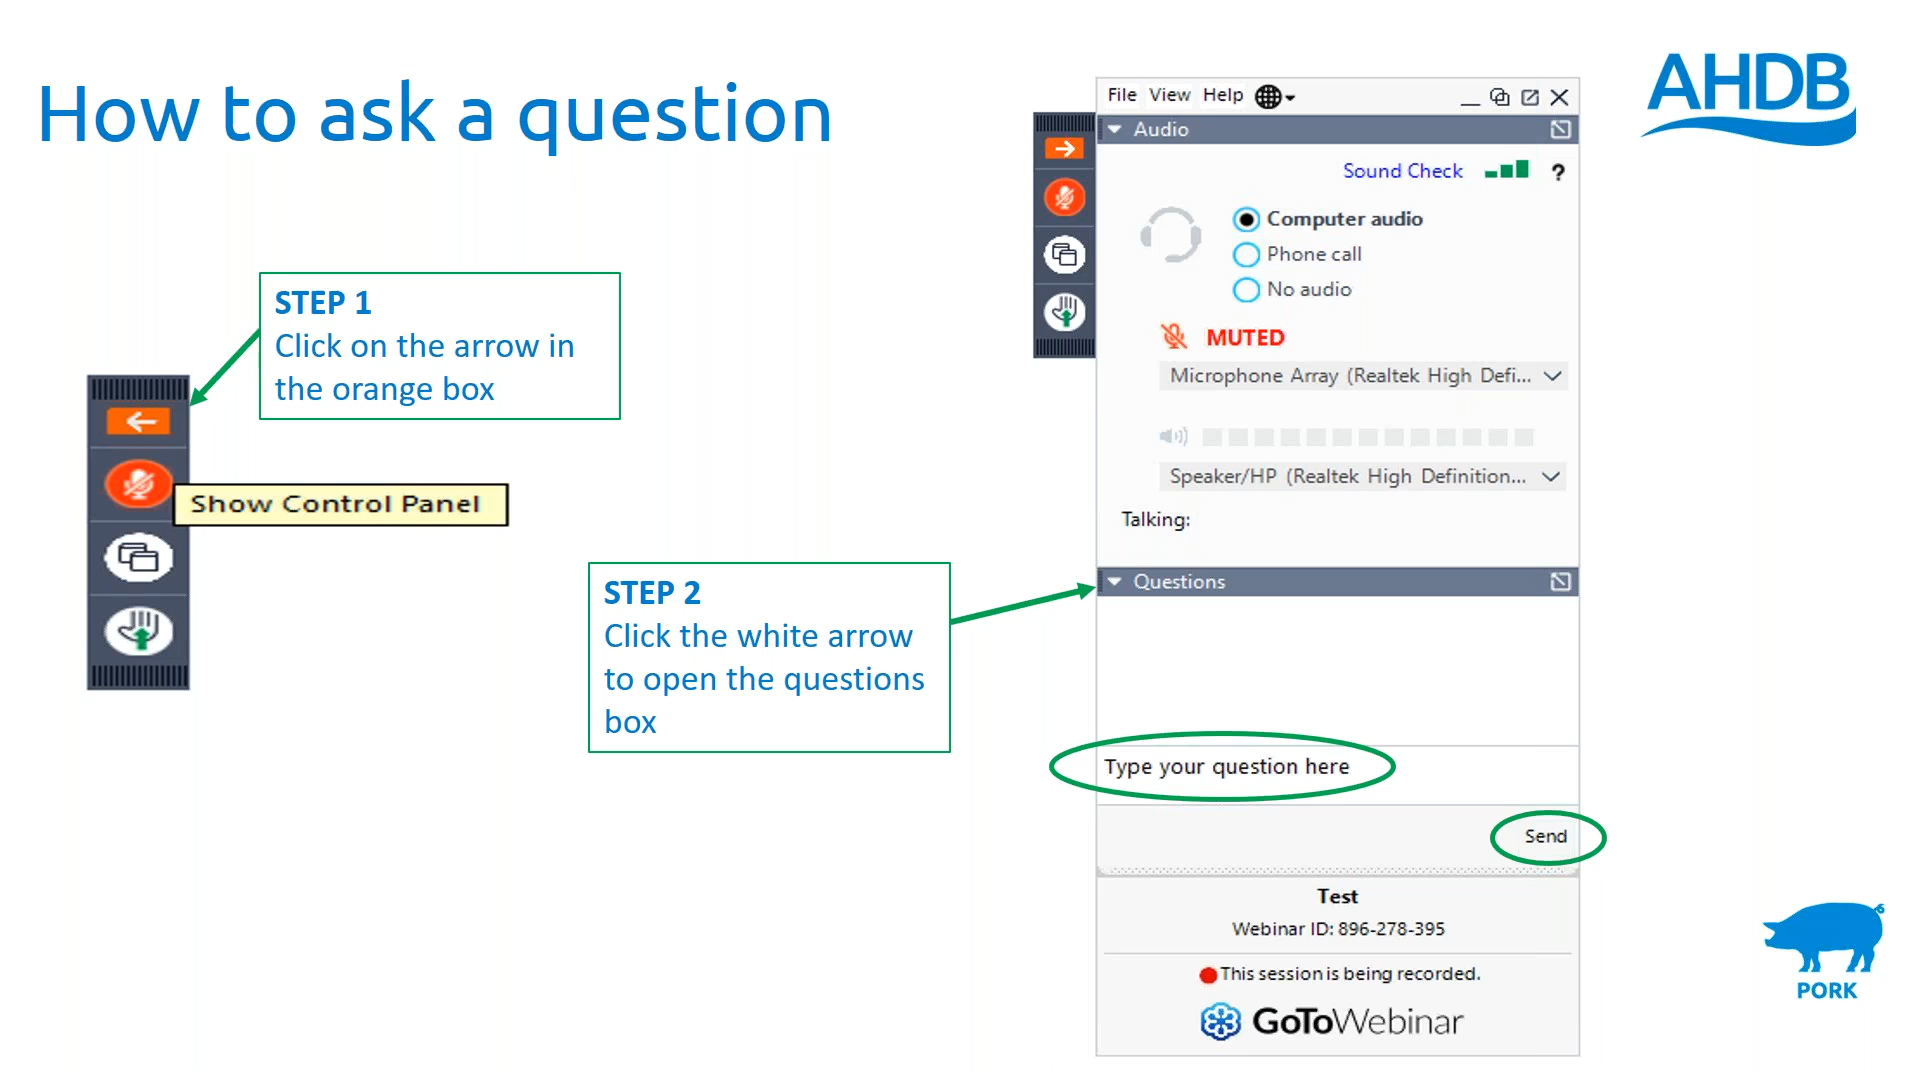 How to ask a question
AHDB
STEP 1
Click on the arrow in
the orange box
Show Control Panel
STEP 2
Click the white arrow
to open the questions
box
File View Help
Audio
Sound Check ?
Computer audio
Phone call
No audio
MUTED
Microphone Array (Realtek High Defi...
Speaker/HP (Realtek High Definition...
Talking:
Questions
Type your question here
Send
Test
Webinar ID: 896-278-395
This session is being recorded.
GoToWebinar
PORK